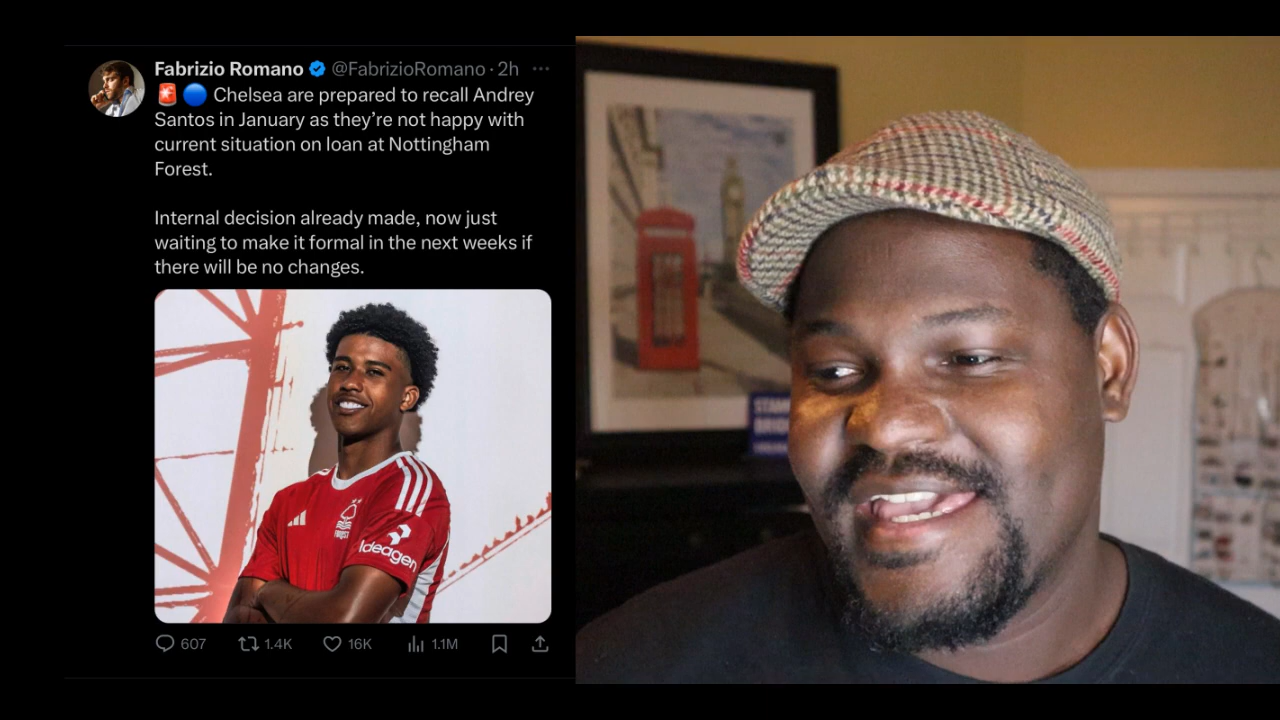 Fabrizio Romano @FabrizioRomano · 2h
🚨 🔵 Chelsea are prepared to recall Andrey
Santos in January as they’re not happy with
current situation on loan at Nottingham
Forest.
Internal decision already made, now just
waiting to make it formal in the next weeks if
there will be no changes.
Ideagen
607 1.4K 16K 1.1M